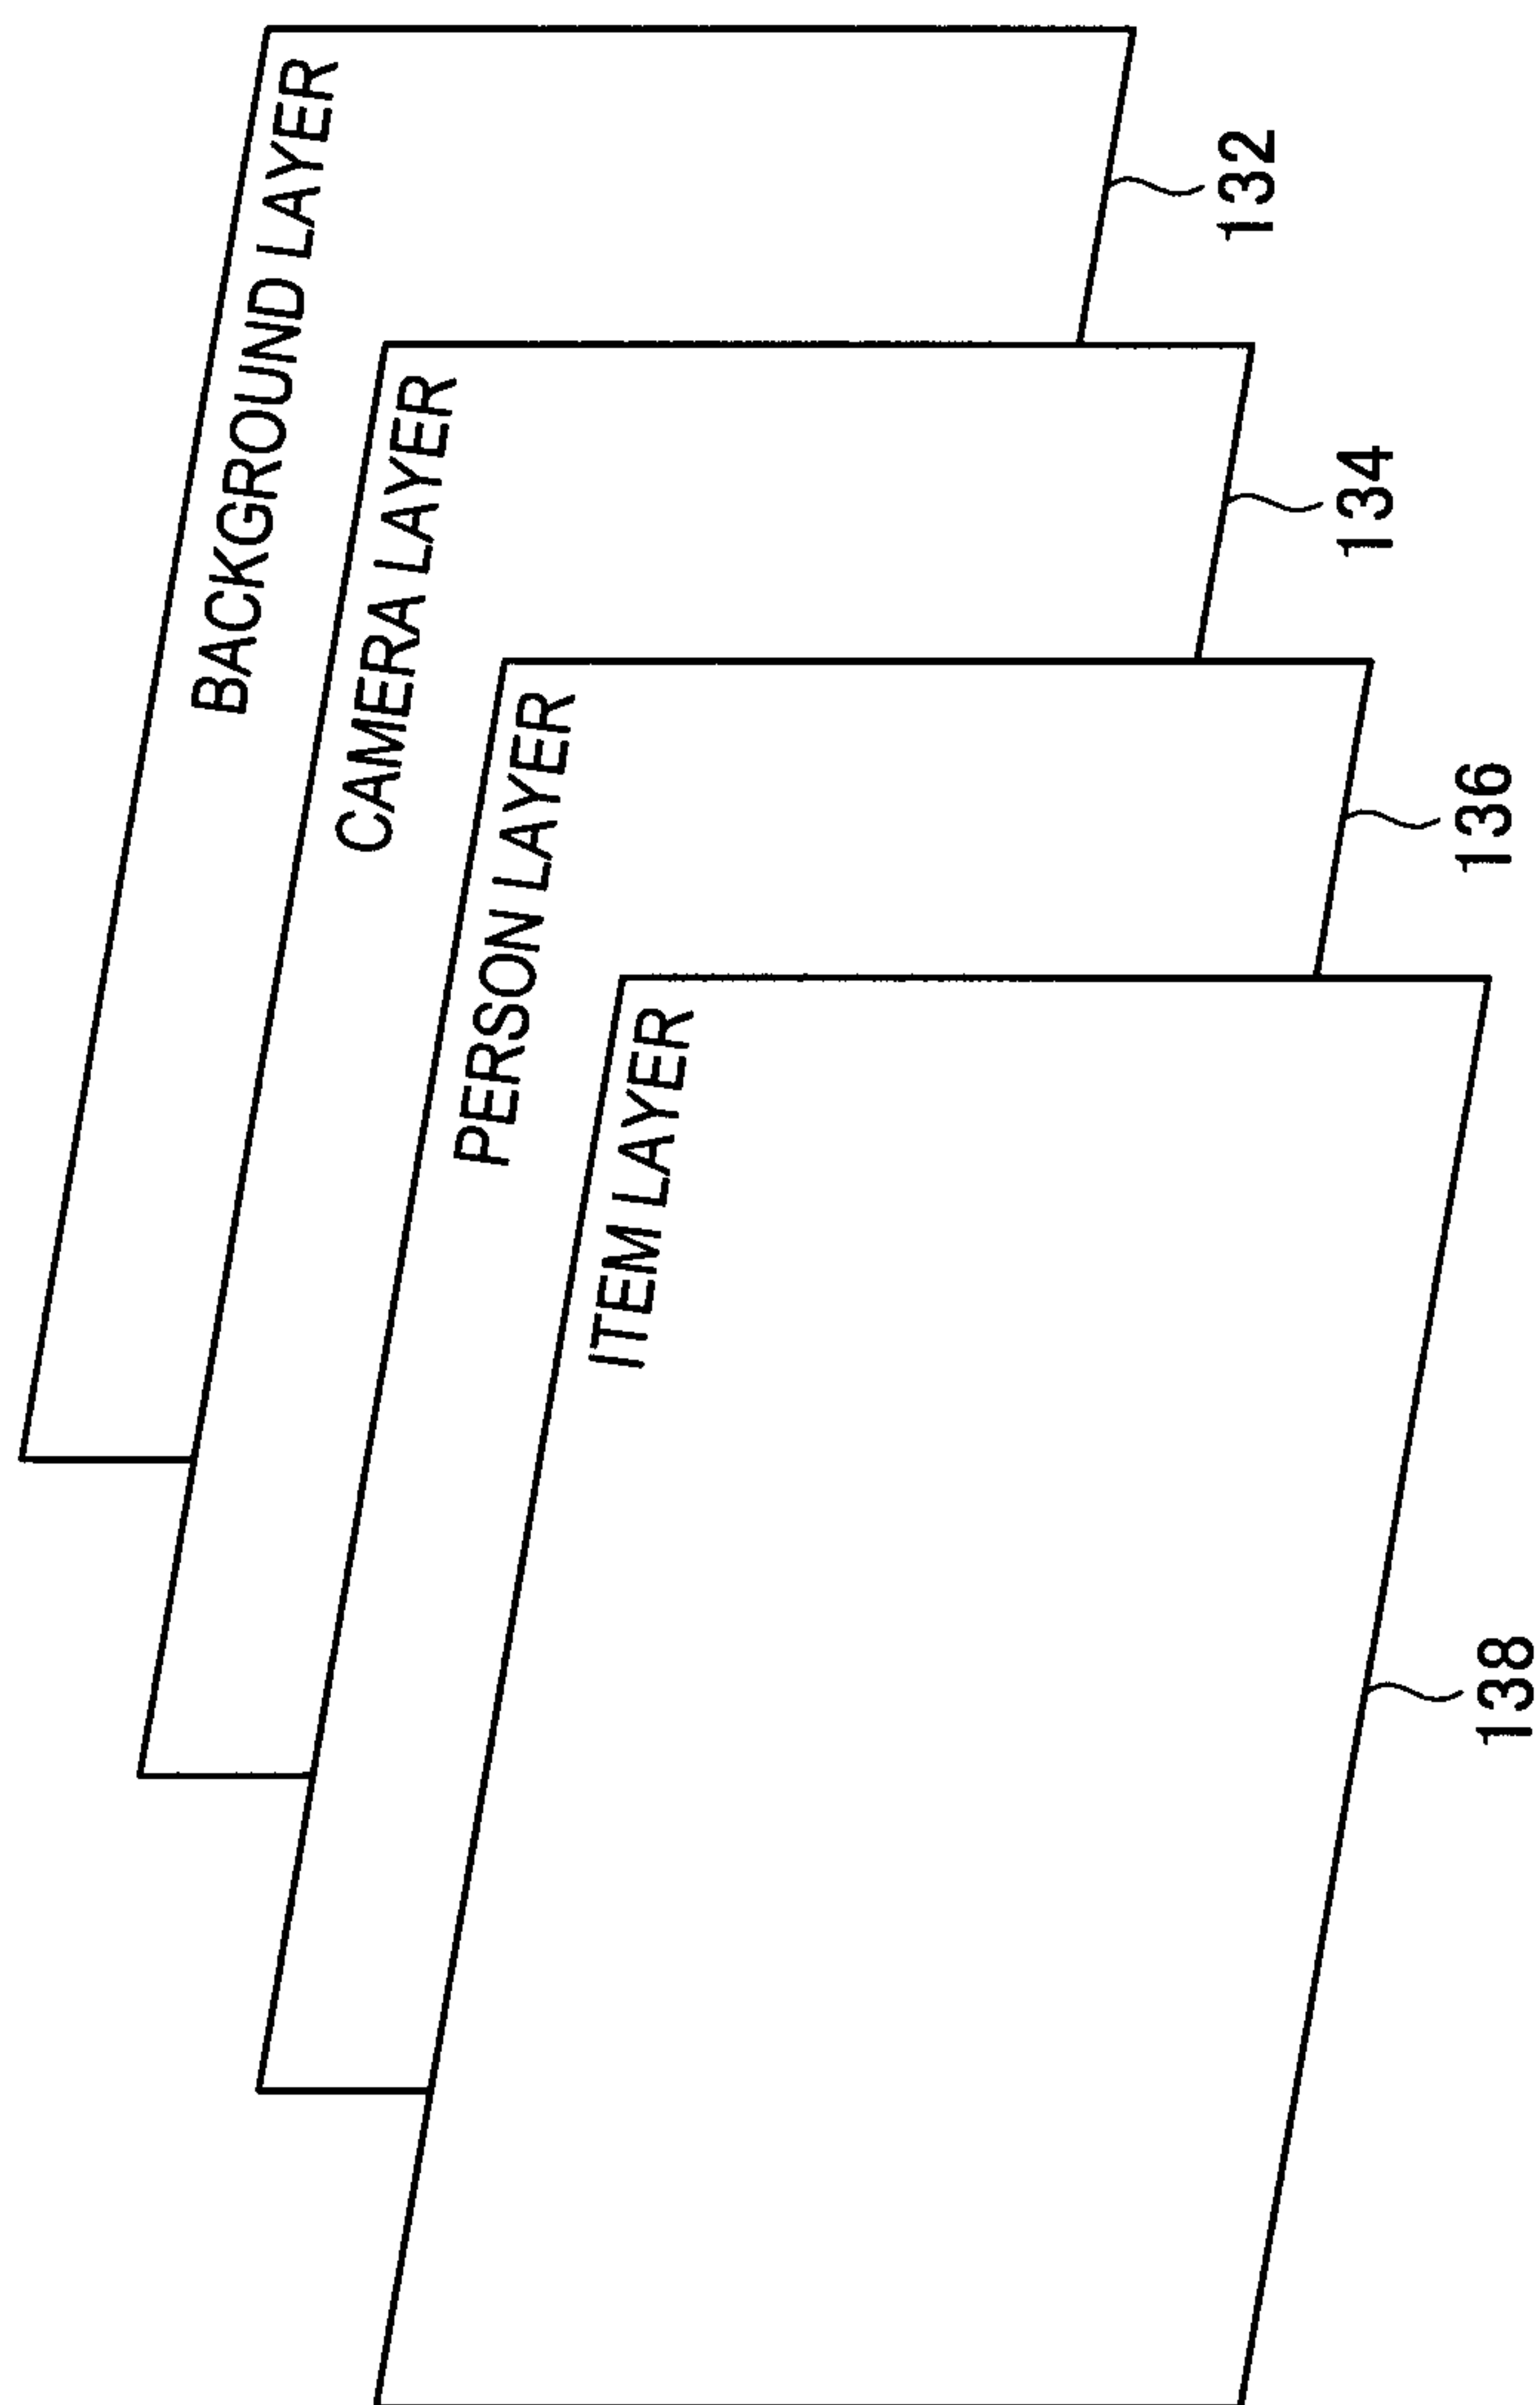 BACKGROUND LAYER
132
CAMERA LAYER
134
PERSON LAYER
136
ITEM LAYER
138